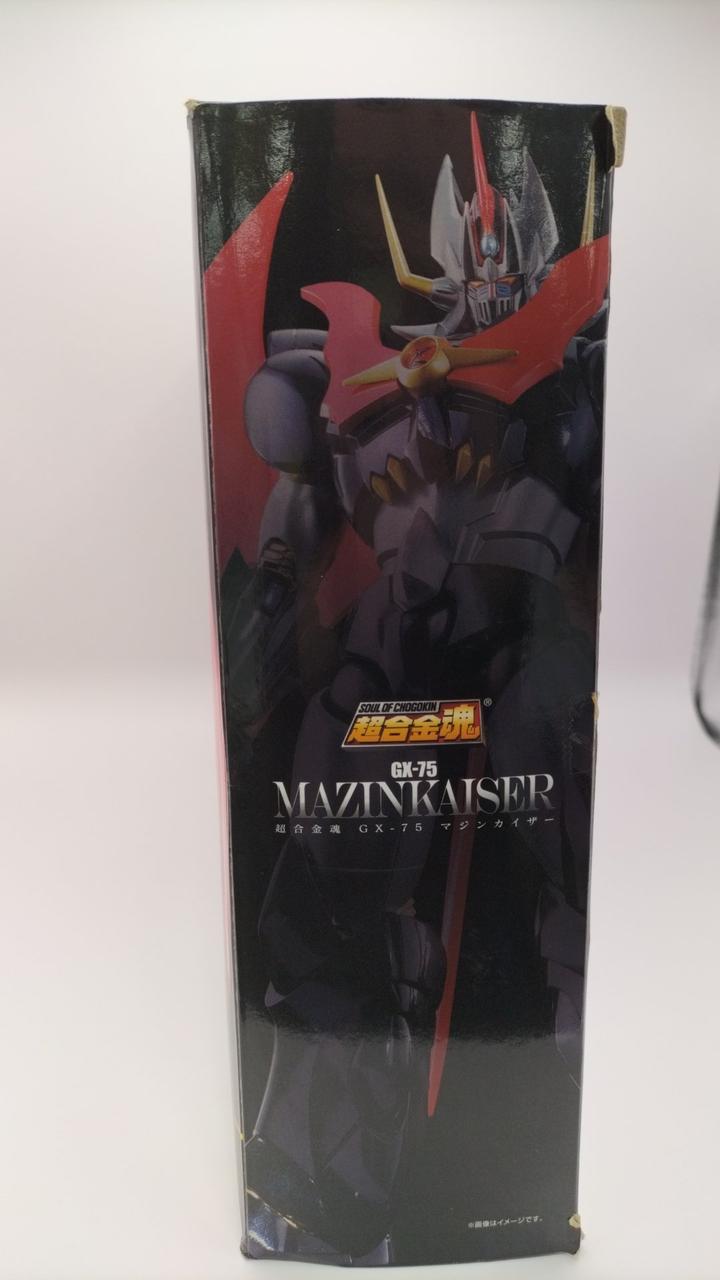 SOUL OF CHOGOKIN
超合金魂®
GX-75
MAZINKAISER
超合金魂 GX-75 マジンカイザー
※画像はイメージです。